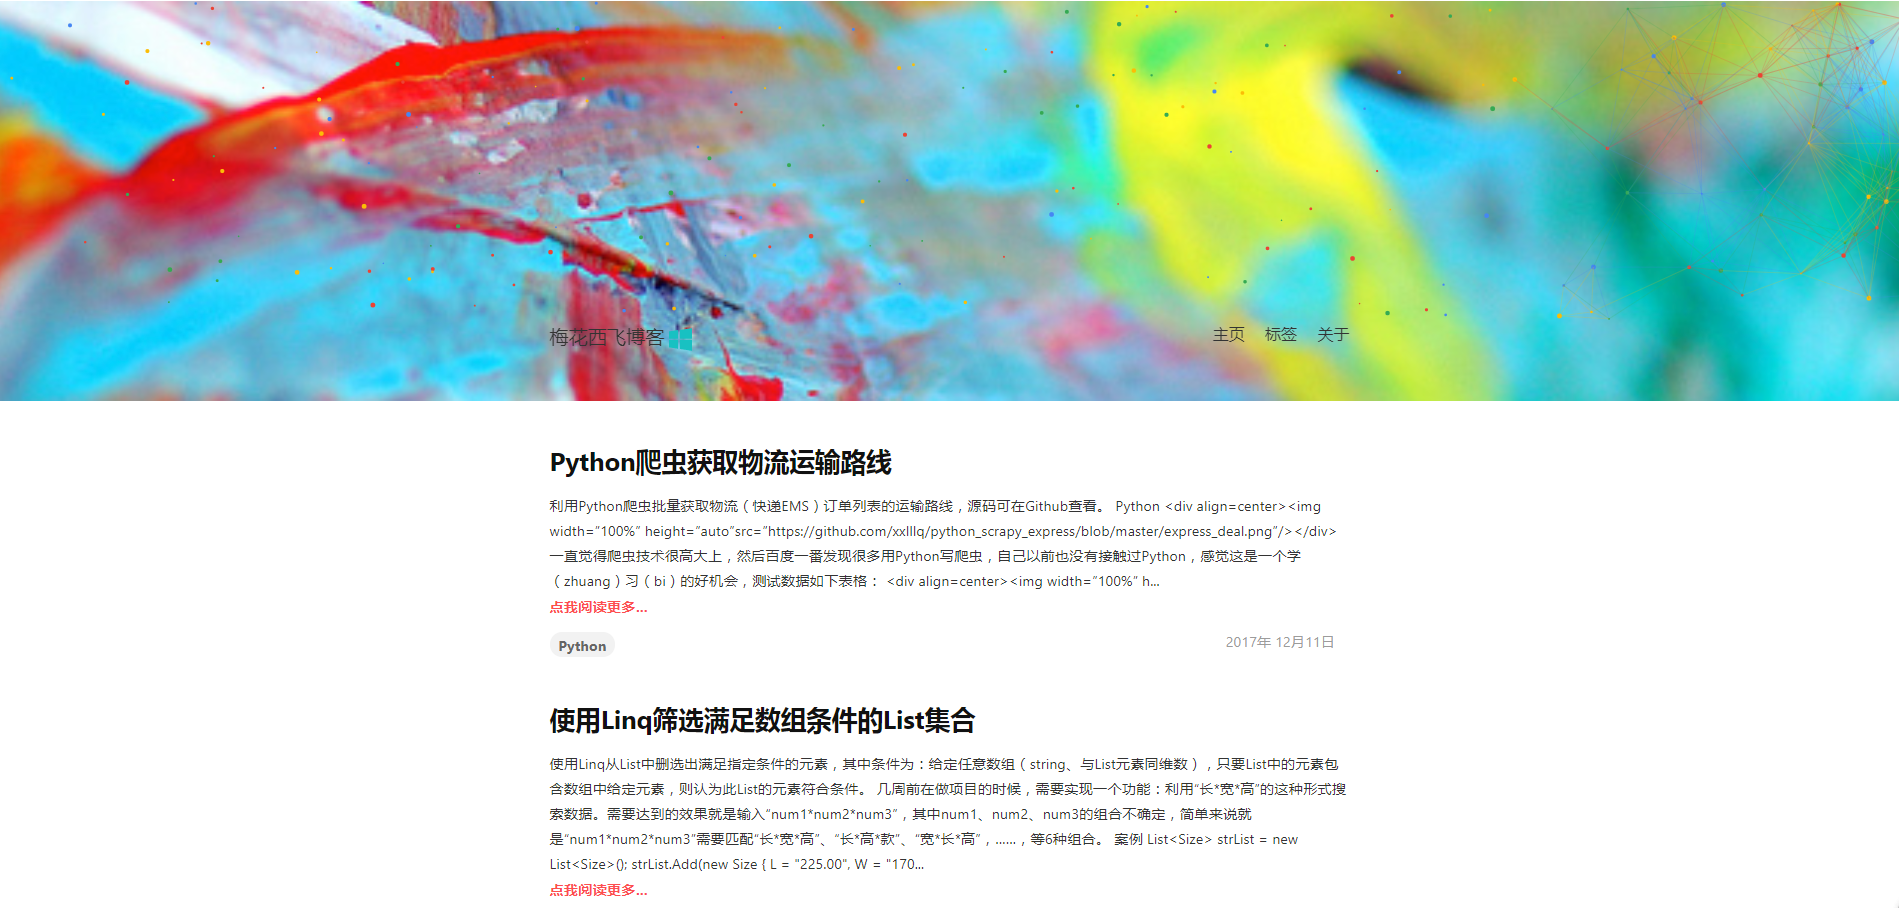 梅花西飞博客
主页 标签 关于
Python爬虫获取物流运输路线
利用Python爬虫批量获取物流（快递EMS）订单列表的运输路线，源码可在Github查看。 Python <div align=center><img
width=”100%” height=”auto”src=”https://github.com/xxlllq/python_scrapy_express/blob/master/express_deal.png”/></div>
一直觉得爬虫技术很高大上，然后百度一番发现很多用Python写爬虫，自己以前也没有接触过Python，感觉这是一个学
（zhuang）习（bi）的好机会，测试数据如下表格： <div align=center><img width=”100%” h...
点我阅读更多...
Python 2017年 12月11日
使用Linq筛选满足数组条件的List集合
使用Linq从List中删选出满足指定条件的元素，其中条件为：给定任意数组（string、与List元素同维数），只要List中的元素包
含数组中给定元素，则认为此List的元素符合条件。 几周前在做项目的时候，需要实现一个功能：利用“长*宽*高”的这种形式搜
索数据。需要达到的效果就是输入“num1*num2*num3”，其中num1、num2、num3的组合不确定，简单来说就
是“num1*num2*num3”需要匹配“长*宽*高”、“长*高*款”、“宽*长*高”，……，等6种组合。 案例 List<Size> strList = new
List<Size>(); strList.Add(new Size { L = "225.00", W = "170...
点我阅读更多...